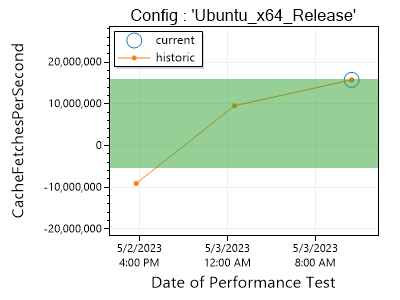 Config : 'Ubuntu_x64_Release'
current
historic
CacheFetchesPerSecond
20,000,000
10,000,000
0
-10,000,000
-20,000,000
5/2/2023
4:00 PM
5/3/2023
12:00 AM
5/3/2023
8:00 AM
Date of Performance Test